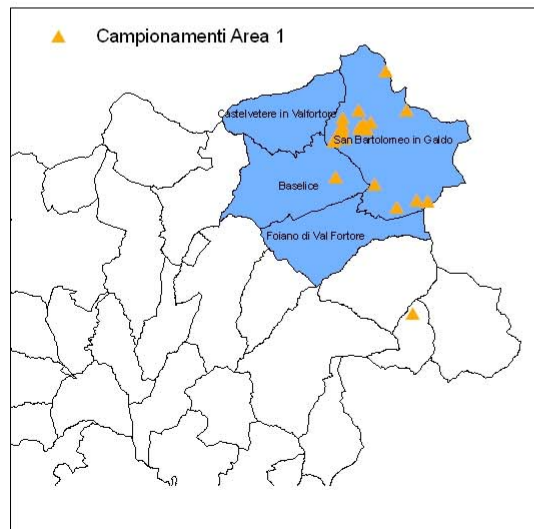 Campionamenti Area 1
Castelvetere in Valfortore
San Bartolomeo in Galdo
Baselice
Foiano di Val Fortore